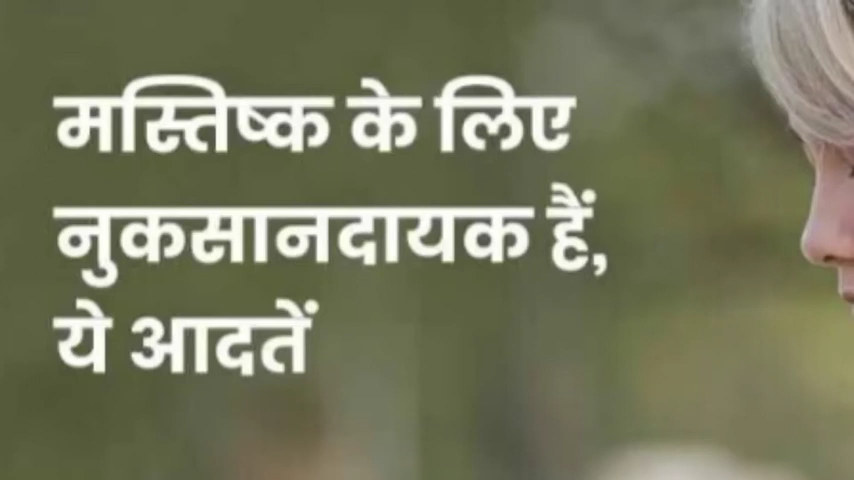 मस्तिष्क के लिए
नुकसानदायक हैं,
ये आदतें